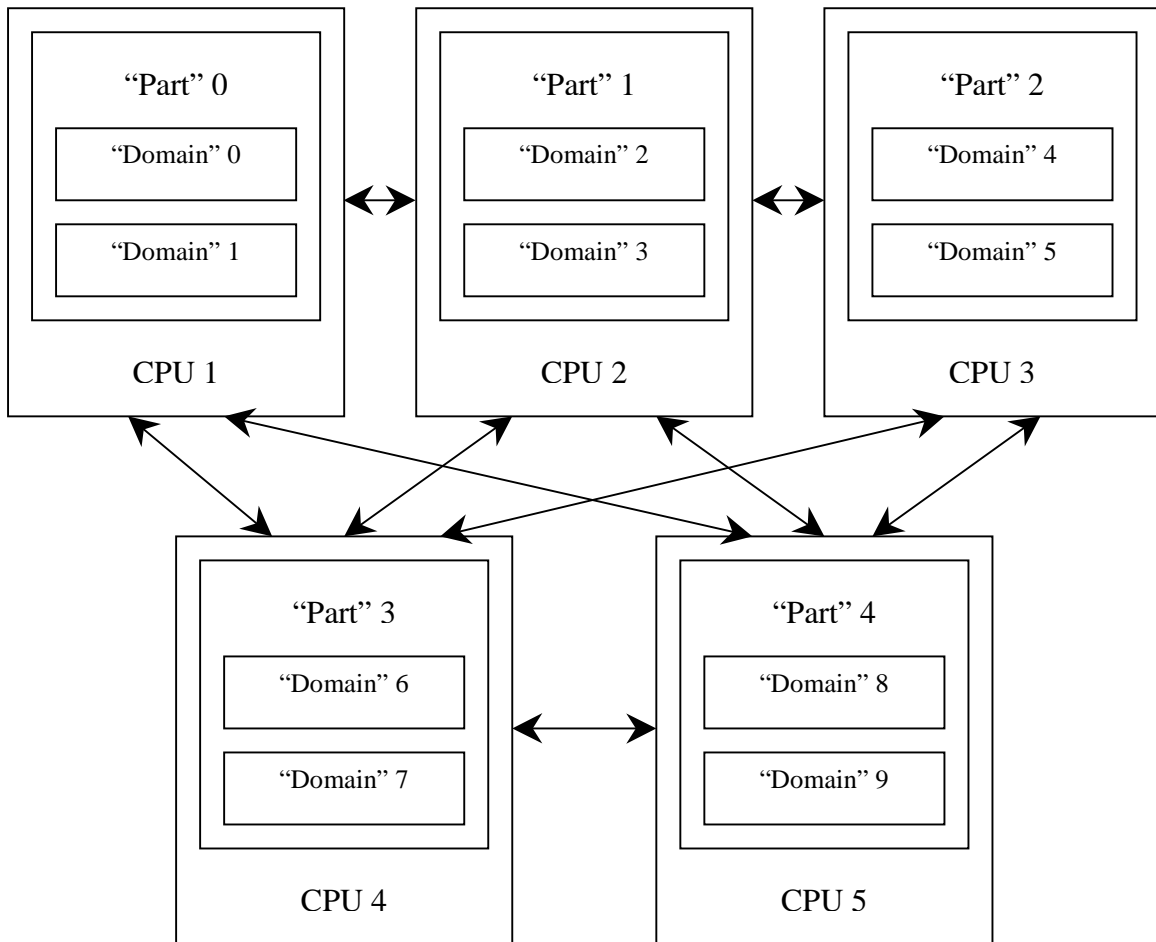 “Part” 0
“Domain” 0
“Domain” 1
CPU 1
“Part” 1
“Domain” 2
“Domain” 3
CPU 2
“Part” 2
“Domain” 4
“Domain” 5
CPU 3
“Part” 3
“Domain” 6
“Domain” 7
CPU 4
“Part” 4
“Domain” 8
“Domain” 9
CPU 5